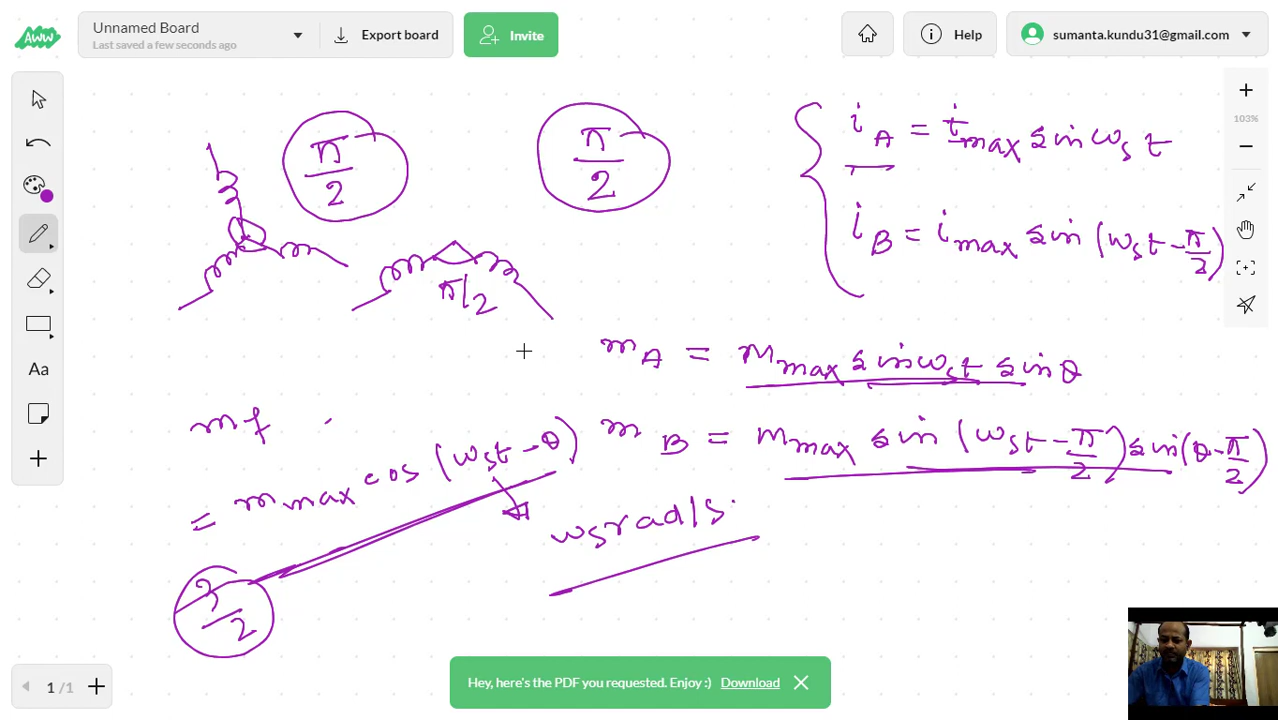 AWW
Unnamed Board
Last saved a few seconds ago
Export board
Invite
Help
sumanta.kundu31@gmail.com
103%
Aa
π/2
π/2
π/2
i_A = i_max sin ω_s t
i_B = i_max sin (ω_s t - π/2)
m_A = m_max sin ω_s t sin θ
m_B = m_max sin (ω_s t - π/2) sin (θ - π/2)
m f
= m_max cos (ω_s t - θ)
ω_s rad/s.
3/2
1 /1
Hey, here's the PDF you requested. Enjoy :) Download